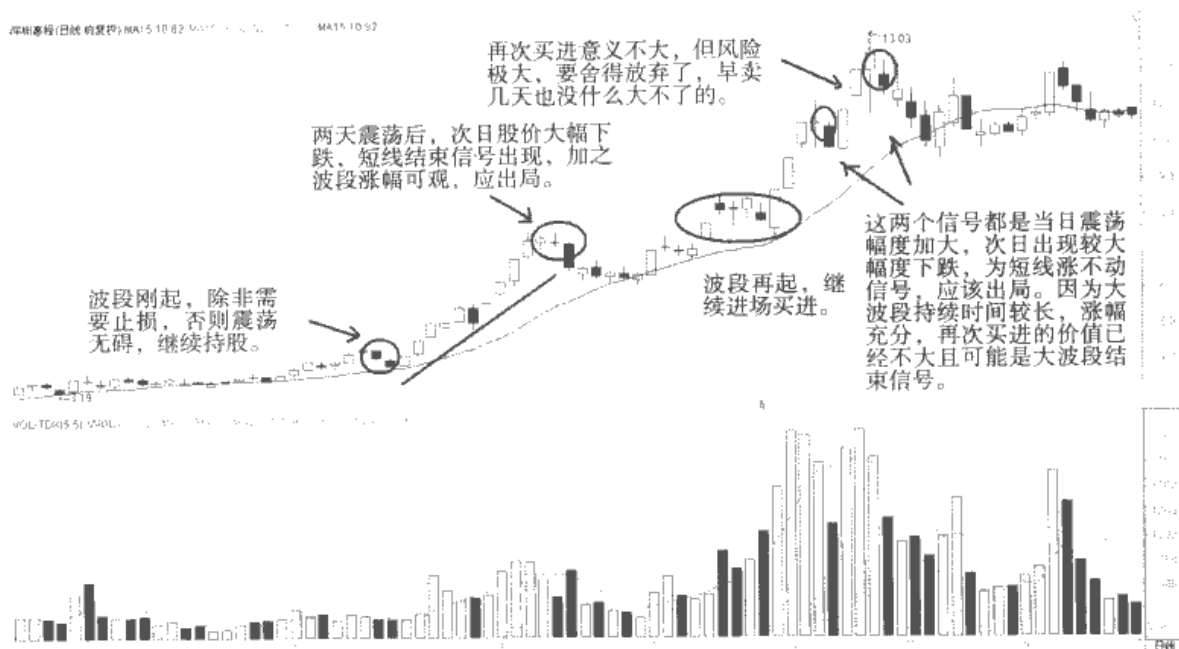 MA15 10.92
13.03
再次买进意义不大，但风险
极大，要舍得放弃了，早卖
几天也没什么大不了的。
两天震荡后，次日股价大幅下
跌，短线结束信号出现，加之
波段涨幅可观，应出局。
波段刚起，除非需
要止损，否则震荡
无碍，继续持股。
波段再起，继
续进场买进。
这两个信号都是当日震荡
幅度加大，次日出现较大
幅度下跌，为短线涨不动
信号，应该出局。因为大
波段持续时间较长，涨幅
充分，再次买进的价值已
经不大且可能是大波段结
束信号。
日线